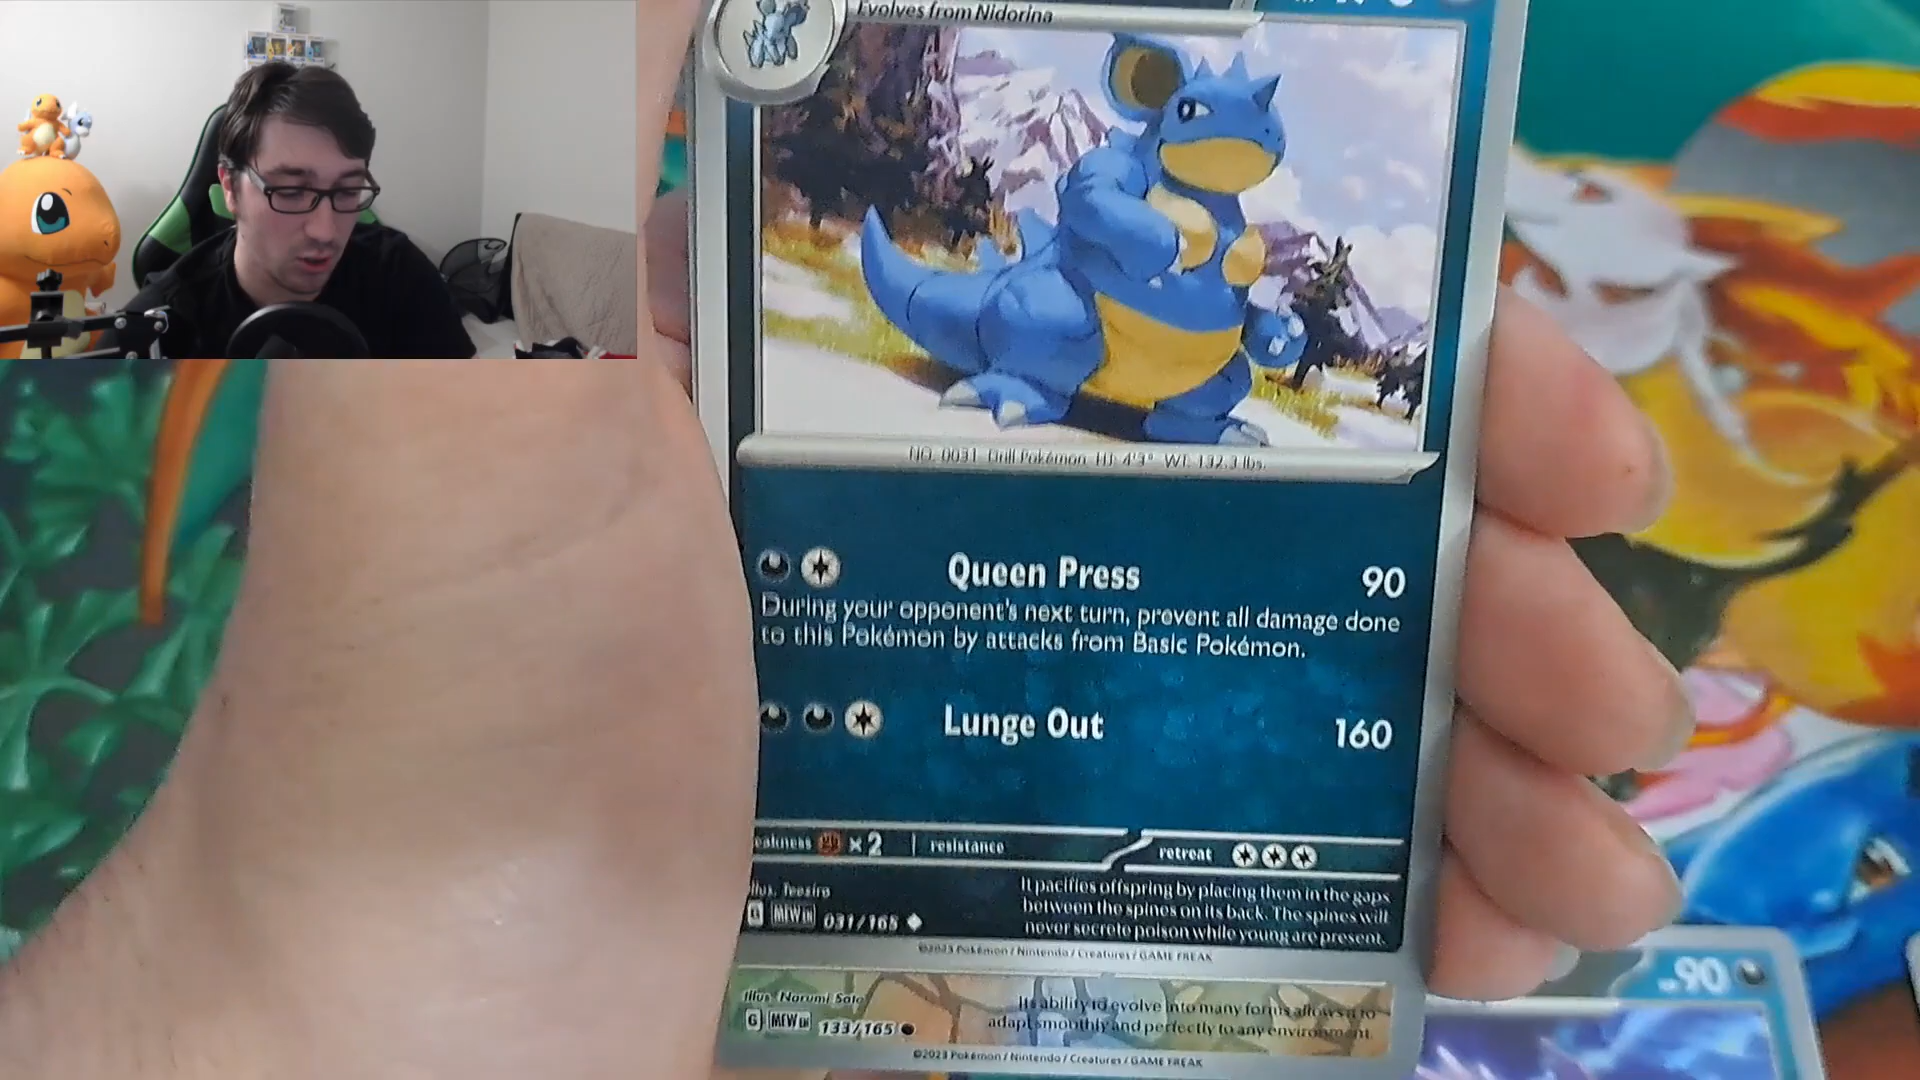 Evolves from Nidorina
NO. 0031 Drill Pokémon HT: 4'3" WT: 132.3 lbs.
Queen Press 90
During your opponent's next turn, prevent all damage done
to this Pokémon by attacks from Basic Pokémon.
Lunge Out 160
eakness ×2 resistance
retreat
Illus. Teeziro
MEW EN 031/165
It pacifies offspring by placing them in the gaps
between the spines on its back. The spines will
never secrete poison while young are present.
©2023 Pokémon / Nintendo / Creatures / GAME FREAK
Illus. Narumi Sato
G MEW EN 133/165
Its ability to evolve into many forms allows it to
adapt smoothly and perfectly to any environment.
©2023 Pokémon / Nintendo / Creatures / GAME FREAK
HP 90